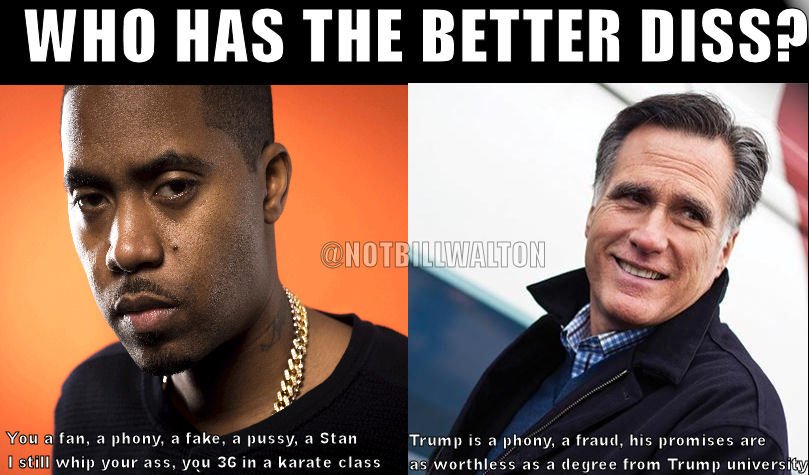 WHO HAS THE BETTER DISS?
@NOTBILLWALTON
You a fan, a phony, a fake, a pussy, a Stan
I still whip your ass, you 36 in a karate class
Trump is a phony, a fraud, his promises are
as worthless as a degree from Trump university